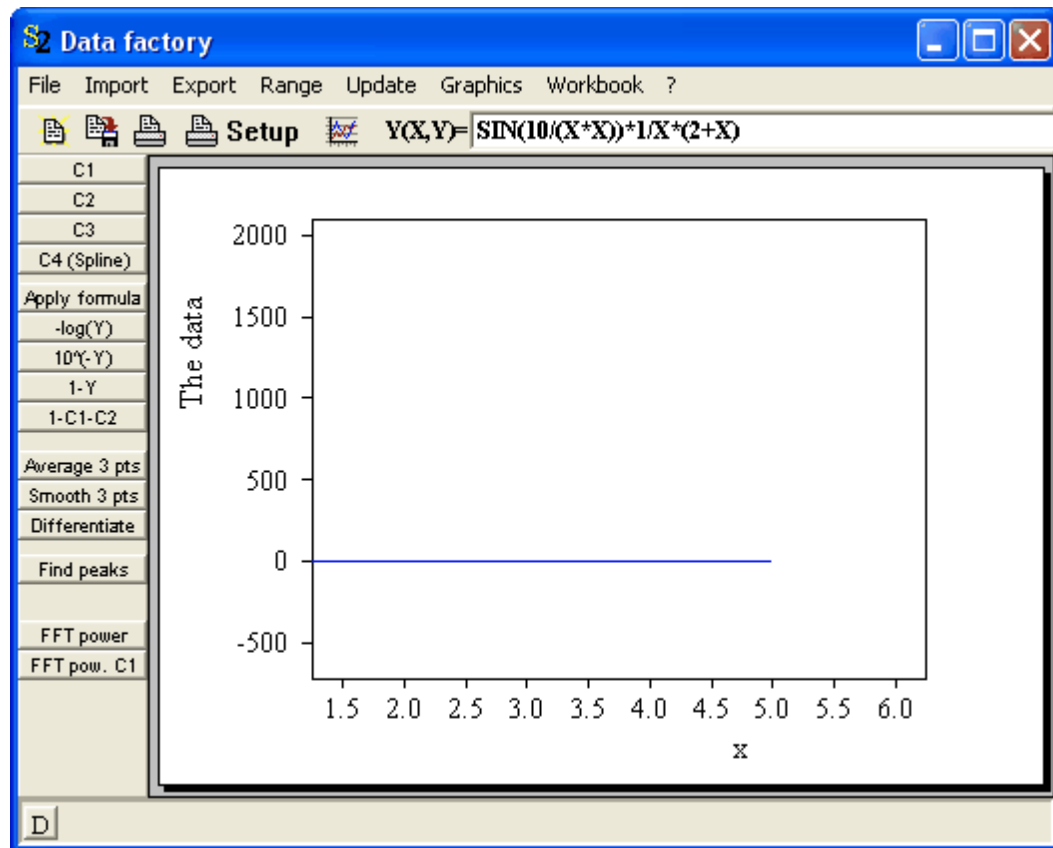 S2 Data factory
File Import Export Range Update Graphics Workbook ?
Setup Y(X,Y)= SIN(10/(X*X))*1/X*(2+X)
C1
C2
C3
C4 (Spline)
Apply formula
-log(Y)
10^(-Y)
1-Y
1-C1-C2
Average 3 pts
Smooth 3 pts
Differentiate
Find peaks
FFT power
FFT pow. C1
The data
2000
1500
1000
500
0
-500
1.5 2.0 2.5 3.0 3.5 4.0 4.5 5.0 5.5 6.0
x
D